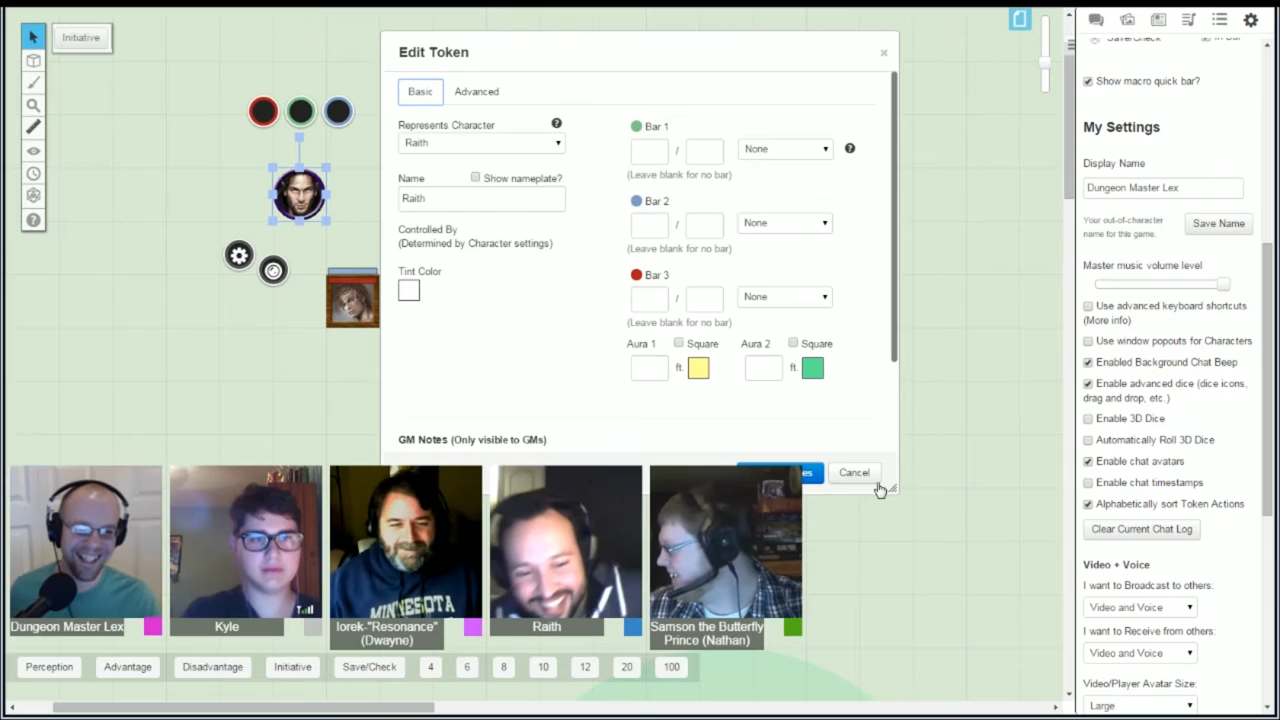 Initiative
Edit Token
×
Basic
Advanced
Represents Character
?
Raith
Name
Show nameplate?
Raith
Controlled By
(Determined by Character settings)
Tint Color
Bar 1
/
None
?
(Leave blank for no bar)
Bar 2
/
None
(Leave blank for no bar)
Bar 3
/
None
(Leave blank for no bar)
Aura 1
Square
Aura 2
Square
ft.
ft.
GM Notes (Only visible to GMs)
Cancel
MINNESOTA
Dungeon Master Lex
Kyle
Iorek-"Resonance"
(Dwayne)
Raith
Samson the Butterfly
Prince (Nathan)
Perception
Advantage
Disadvantage
Initiative
Save/Check
4
6
8
10
12
20
100
Save/Check
In Bar
Show macro quick bar?
My Settings
Display Name
Dungeon Master Lex
Your out-of-character
name for this game.
Save Name
Master music volume level
Use advanced keyboard shortcuts
(More info)
Use window popouts for Characters
Enabled Background Chat Beep
Enable advanced dice (dice icons,
drag and drop, etc.)
Enable 3D Dice
Automatically Roll 3D Dice
Enable chat avatars
Enable chat timestamps
Alphabetically sort Token Actions
Clear Current Chat Log
Video + Voice
I want to Broadcast to others:
Video and Voice
I want to Receive from others:
Video and Voice
Video/Player Avatar Size:
Large